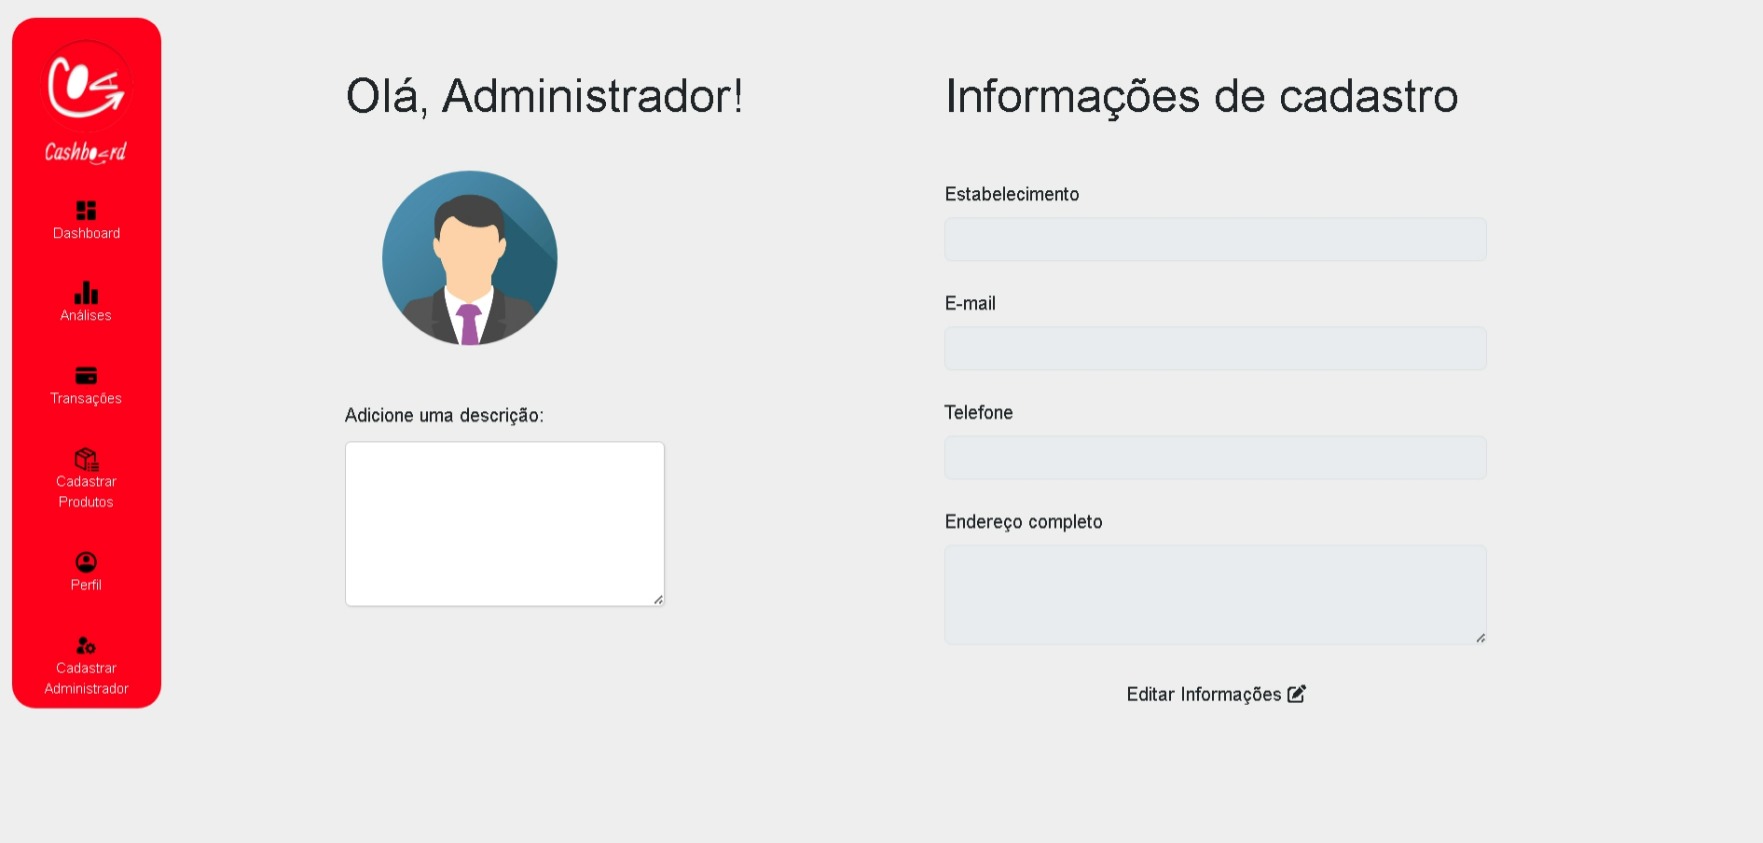 Cashboard
Dashboard
Análises
Transações
Cadastrar
Produtos
Perfil
Cadastrar
Administrador
Olá, Administrador!
Adicione uma descrição:
Informações de cadastro
Estabelecimento
E-mail
Telefone
Endereço completo
Editar Informações